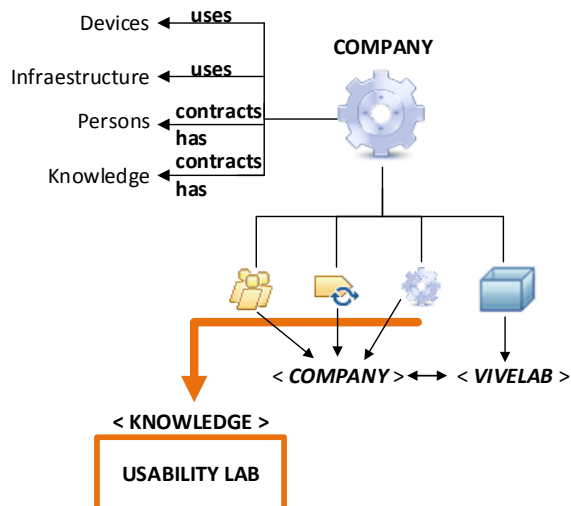 Devices
uses
COMPANY
Infraestructure
uses
Persons
contracts
has
Knowledge
contracts
has
< COMPANY >
< VIVELAB >
< KNOWLEDGE >
USABILITY LAB